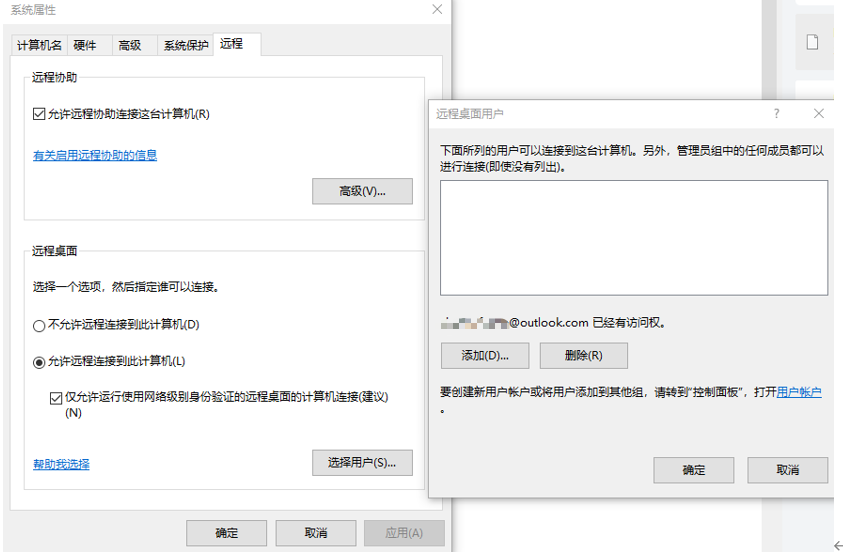 系统属性
计算机名
硬件
高级
系统保护
远程
远程协助
允许远程协助连接这台计算机(R)
有关启用远程协助的信息
高级(V)...
远程桌面
选择一个选项，然后指定谁可以连接。
不允许远程连接到此计算机(D)
允许远程连接到此计算机(L)
仅允许运行使用网络级别身份验证的远程桌面的计算机连接(建议)
(N)
帮助我选择
选择用户(S)...
确定
取消
应用(A)
远程桌面用户
?
下面所列的用户可以连接到这台计算机。另外，管理员组中的任何成员都可以
进行连接(即使没有列出)。
@outlook.com 已经有访问权。
添加(D)...
删除(R)
要创建新用户帐户或将用户添加到其他组，请转到"控制面板"，打开用户帐户
。
确定
取消